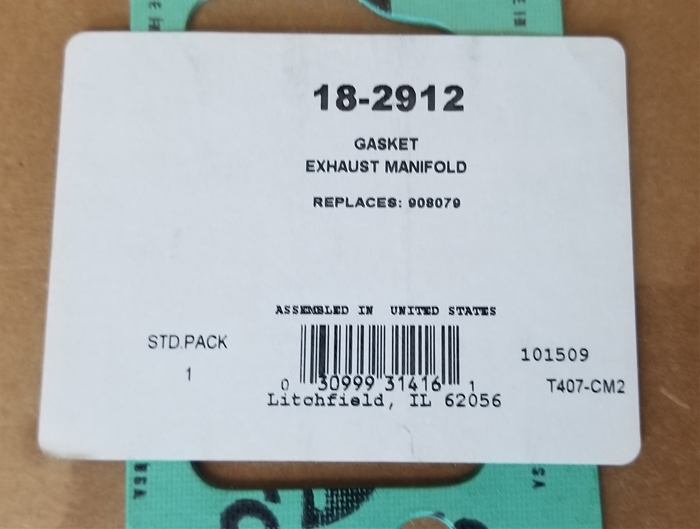 18-2912
GASKET
EXHAUST MANIFOLD
REPLACES: 908079
ASSEMBLED IN UNITED STATES
STD.PACK
1
0 30999 31416 1
Litchfield, IL 62056
101509
T407-CM2